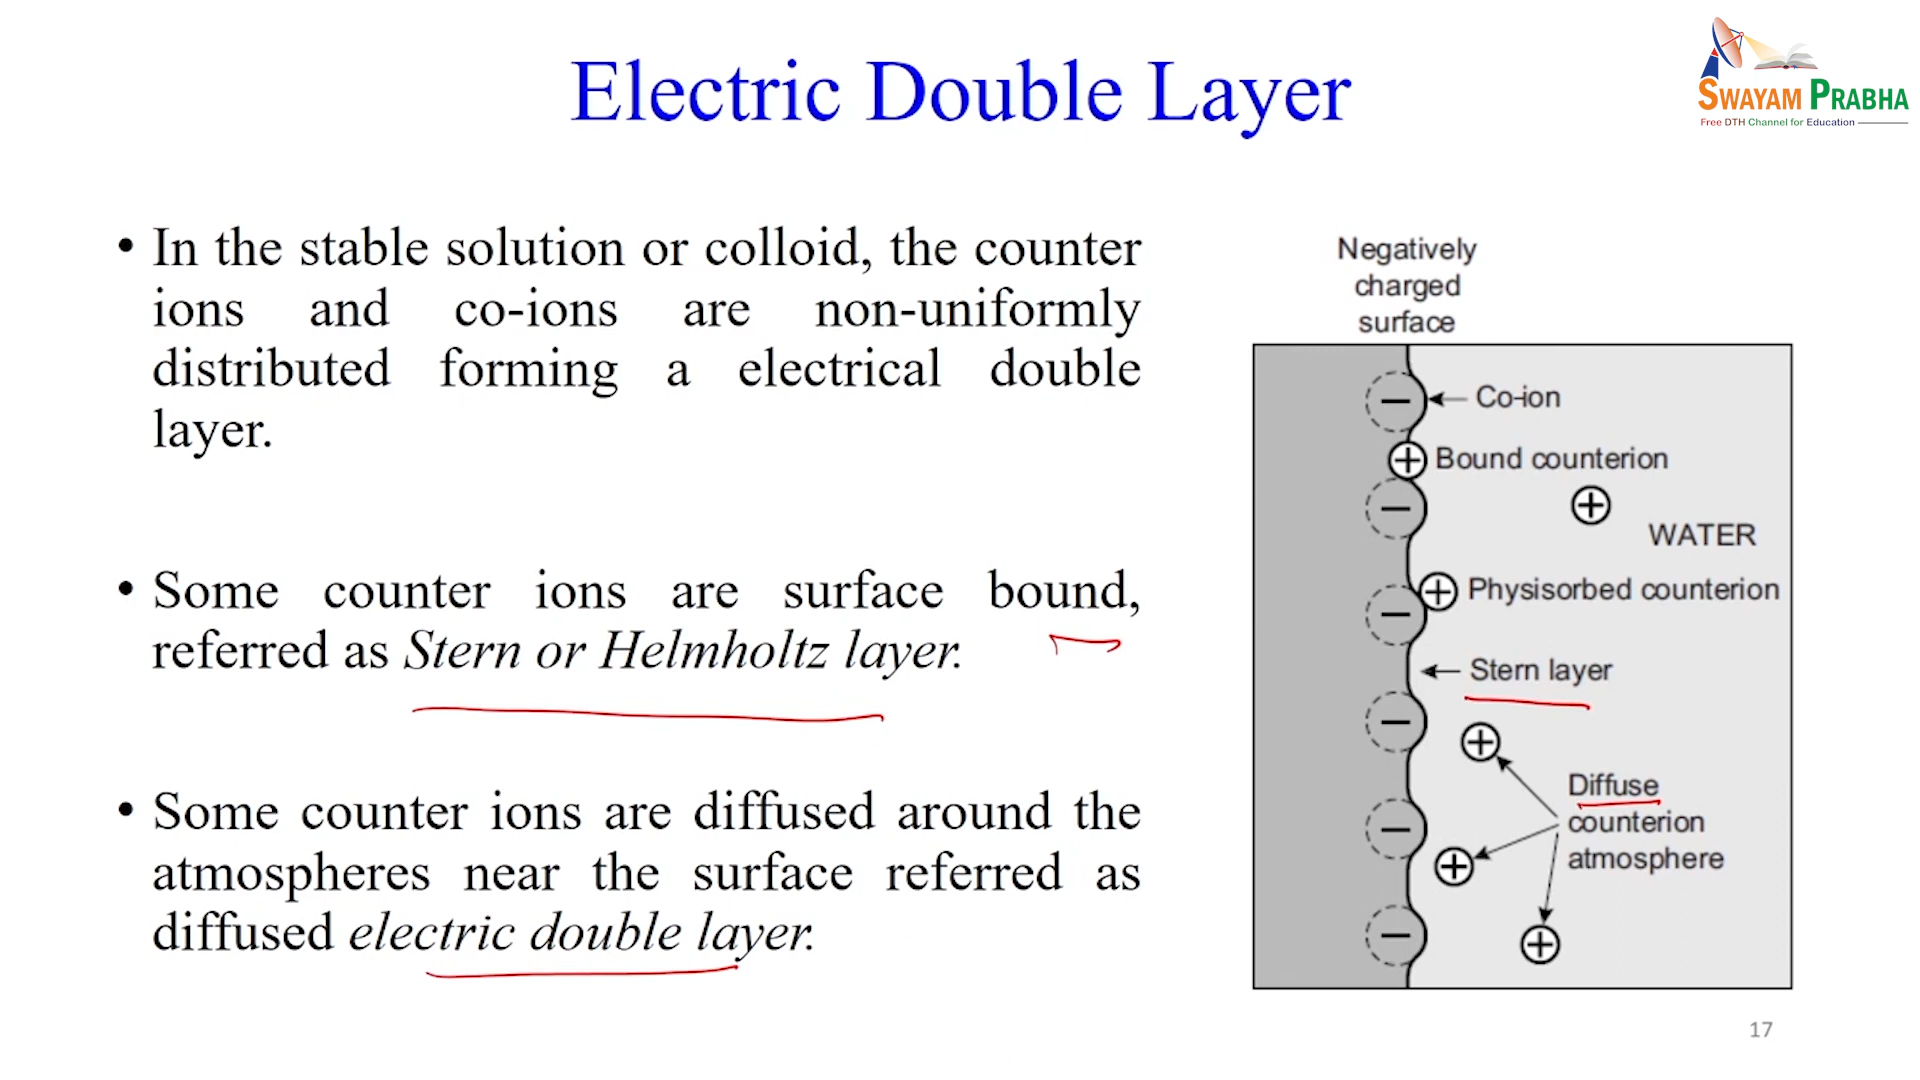 Electric Double Layer
SWAYAM PRABHA
Free DTH Channel for Education
• In the stable solution or colloid, the counter
ions and co-ions are non-uniformly
distributed forming a electrical double
layer.
• Some counter ions are surface bound,
referred as Stern or Helmholtz layer.
• Some counter ions are diffused around the
atmospheres near the surface referred as
diffused electric double layer.
Negatively
charged
surface
Co-ion
Bound counterion
WATER
Physisorbed counterion
Stern layer
Diffuse
counterion
atmosphere
17